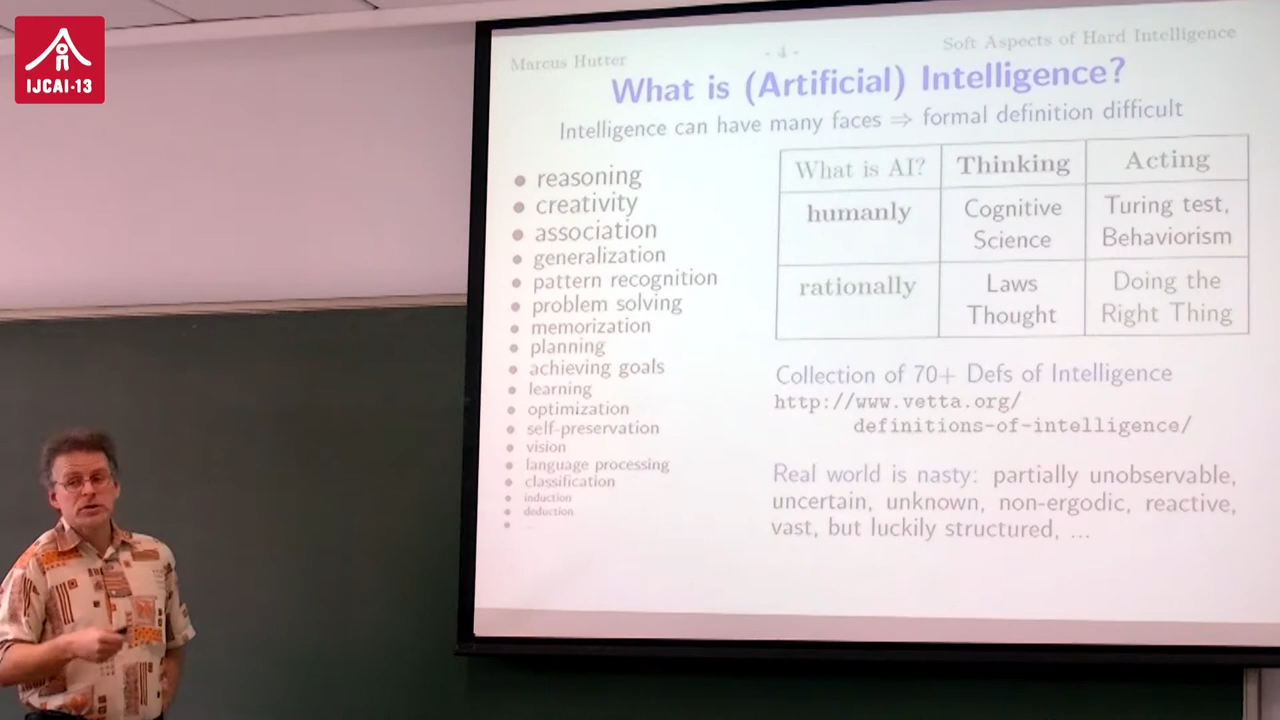 IJCAI-13
Marcus Hutter
- 4 -
Soft Aspects of Hard Intelligence
What is (Artificial) Intelligence?
Intelligence can have many faces ⇒ formal definition difficult
● reasoning
● creativity
● association
● generalization
● pattern recognition
● problem solving
● memorization
● planning
● achieving goals
● learning
● optimization
● self-preservation
● vision
● language processing
● classification
● induction
● deduction
● ...
What is AI? Thinking Acting
humanly Cognitive Turing test,
Science Behaviorism
rationally Laws Doing the
Thought Right Thing
Collection of 70+ Defs of Intelligence
http://www.vetta.org/
definitions-of-intelligence/
Real world is nasty: partially unobservable,
uncertain, unknown, non-ergodic, reactive,
vast, but luckily structured, ...